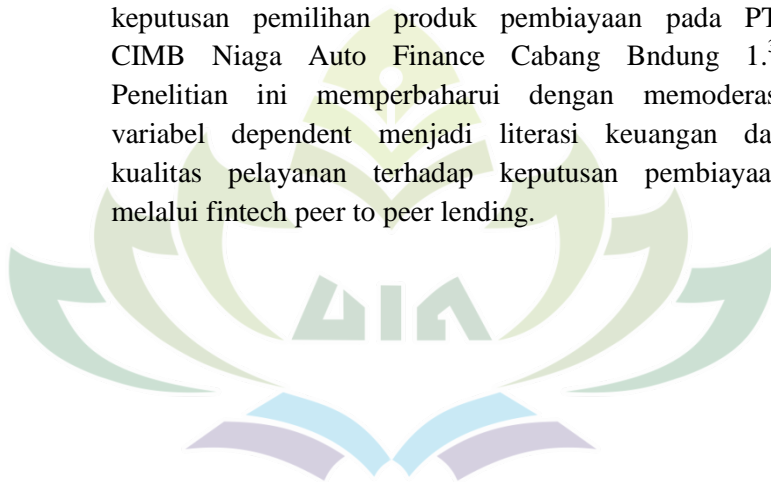 keputusan pemilihan produk pembiayaan pada PT
CIMB Niaga Auto Finance Cabang Bndung 1.³
Penelitian ini memperbaharui dengan memoderas
variabel dependent menjadi literasi keuangan da
kualitas pelayanan terhadap keputusan pembiayaa
melalui fintech peer to peer lending.